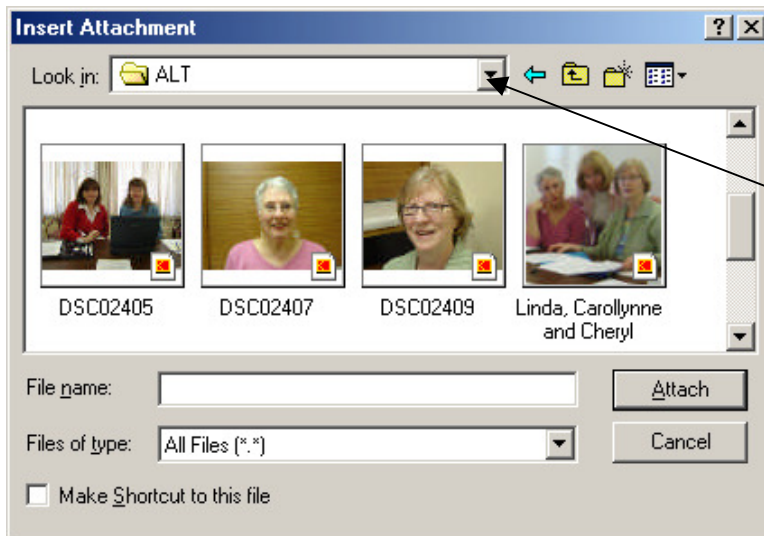 Insert Attachment
Look in: ALT
DSC02405 DSC02407 DSC02409 Linda, Carollynne
and Cheryl
File name: Attach
Files of type: All Files (*.*) Cancel
Make Shortcut to this file